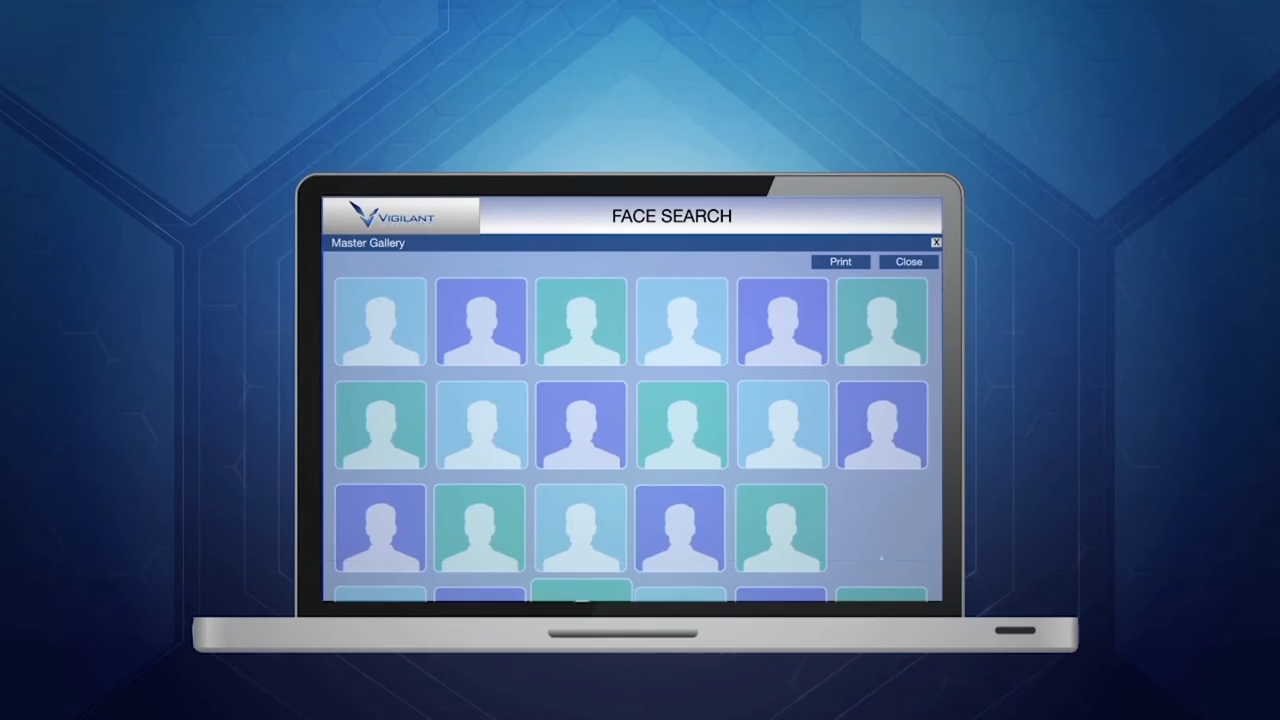 VIGILANT
FACE SEARCH
Master Gallery
X
Print
Close